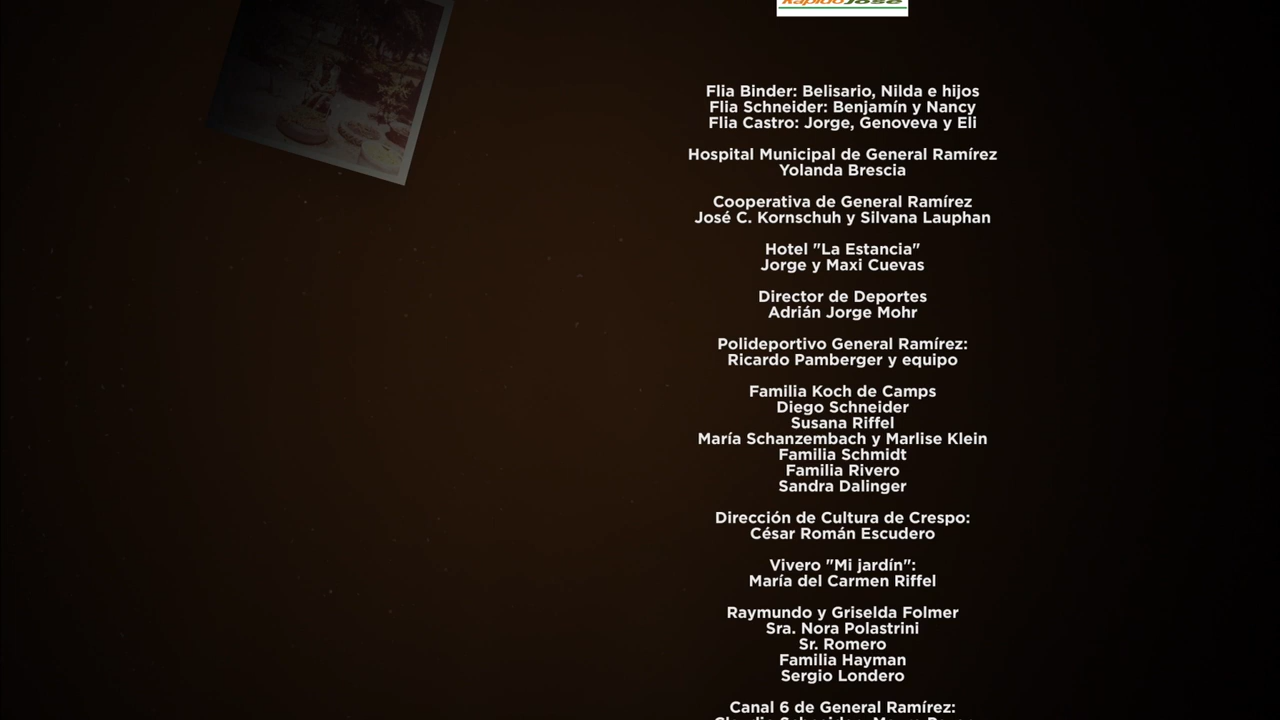 Rápido José
Flia Binder: Belisario, Nilda e hijos
Flia Schneider: Benjamín y Nancy
Flia Castro: Jorge, Genoveva y Eli
Hospital Municipal de General Ramírez
Yolanda Brescia
Cooperativa de General Ramírez
José C. Kornschuh y Silvana Lauphan
Hotel "La Estancia"
Jorge y Maxi Cuevas
Director de Deportes
Adrián Jorge Mohr
Polideportivo General Ramírez:
Ricardo Pamberger y equipo
Familia Koch de Camps
Diego Schneider
Susana Riffel
María Schanzembach y Marlise Klein
Familia Schmidt
Familia Rivero
Sandra Dalinger
Dirección de Cultura de Crespo:
César Román Escudero
Vivero "Mi jardín":
María del Carmen Riffel
Raymundo y Griselda Folmer
Sra. Nora Polastrini
Sr. Romero
Familia Hayman
Sergio Londero
Canal 6 de General Ramírez: